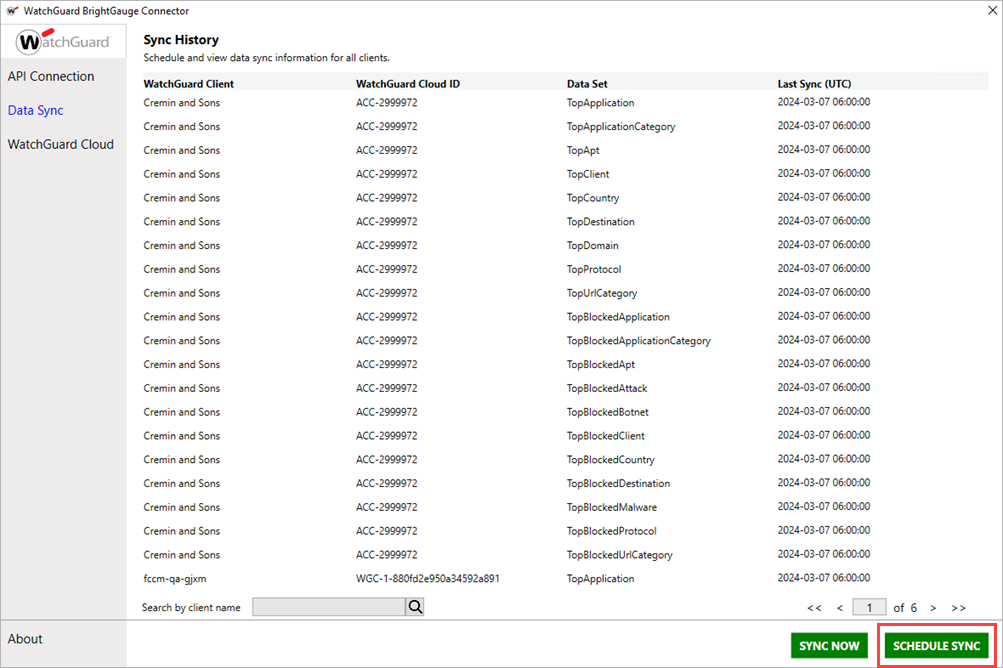 WatchGuard BrightGauge Connector
WatchGuard
API Connection
Data Sync
WatchGuard Cloud
Sync History
Schedule and view data sync information for all clients.
WatchGuard Client WatchGuard Cloud ID Data Set Last Sync (UTC)
Cremin and Sons ACC-2999972 TopApplication 2024-03-07 06:00:00
Cremin and Sons ACC-2999972 TopApplicationCategory 2024-03-07 06:00:00
Cremin and Sons ACC-2999972 TopApt 2024-03-07 06:00:00
Cremin and Sons ACC-2999972 TopClient 2024-03-07 06:00:00
Cremin and Sons ACC-2999972 TopCountry 2024-03-07 06:00:00
Cremin and Sons ACC-2999972 TopDestination 2024-03-07 06:00:00
Cremin and Sons ACC-2999972 TopDomain 2024-03-07 06:00:00
Cremin and Sons ACC-2999972 TopProtocol 2024-03-07 06:00:00
Cremin and Sons ACC-2999972 TopUrlCategory 2024-03-07 06:00:00
Cremin and Sons ACC-2999972 TopBlockedApplication 2024-03-07 06:00:00
Cremin and Sons ACC-2999972 TopBlockedApplicationCategory 2024-03-07 06:00:00
Cremin and Sons ACC-2999972 TopBlockedApt 2024-03-07 06:00:00
Cremin and Sons ACC-2999972 TopBlockedAttack 2024-03-07 06:00:00
Cremin and Sons ACC-2999972 TopBlockedBotnet 2024-03-07 06:00:00
Cremin and Sons ACC-2999972 TopBlockedClient 2024-03-07 06:00:00
Cremin and Sons ACC-2999972 TopBlockedCountry 2024-03-07 06:00:00
Cremin and Sons ACC-2999972 TopBlockedDestination 2024-03-07 06:00:00
Cremin and Sons ACC-2999972 TopBlockedMalware 2024-03-07 06:00:00
Cremin and Sons ACC-2999972 TopBlockedProtocol 2024-03-07 06:00:00
Cremin and Sons ACC-2999972 TopBlockedUrlCategory 2024-03-07 06:00:00
fccm-qa-gjxm WGC-1-880fd2e950a34592a891 TopApplication 2024-03-07 06:00:00
Search by client name << < 1 of 6 > >>
About
SYNC NOW SCHEDULE SYNC